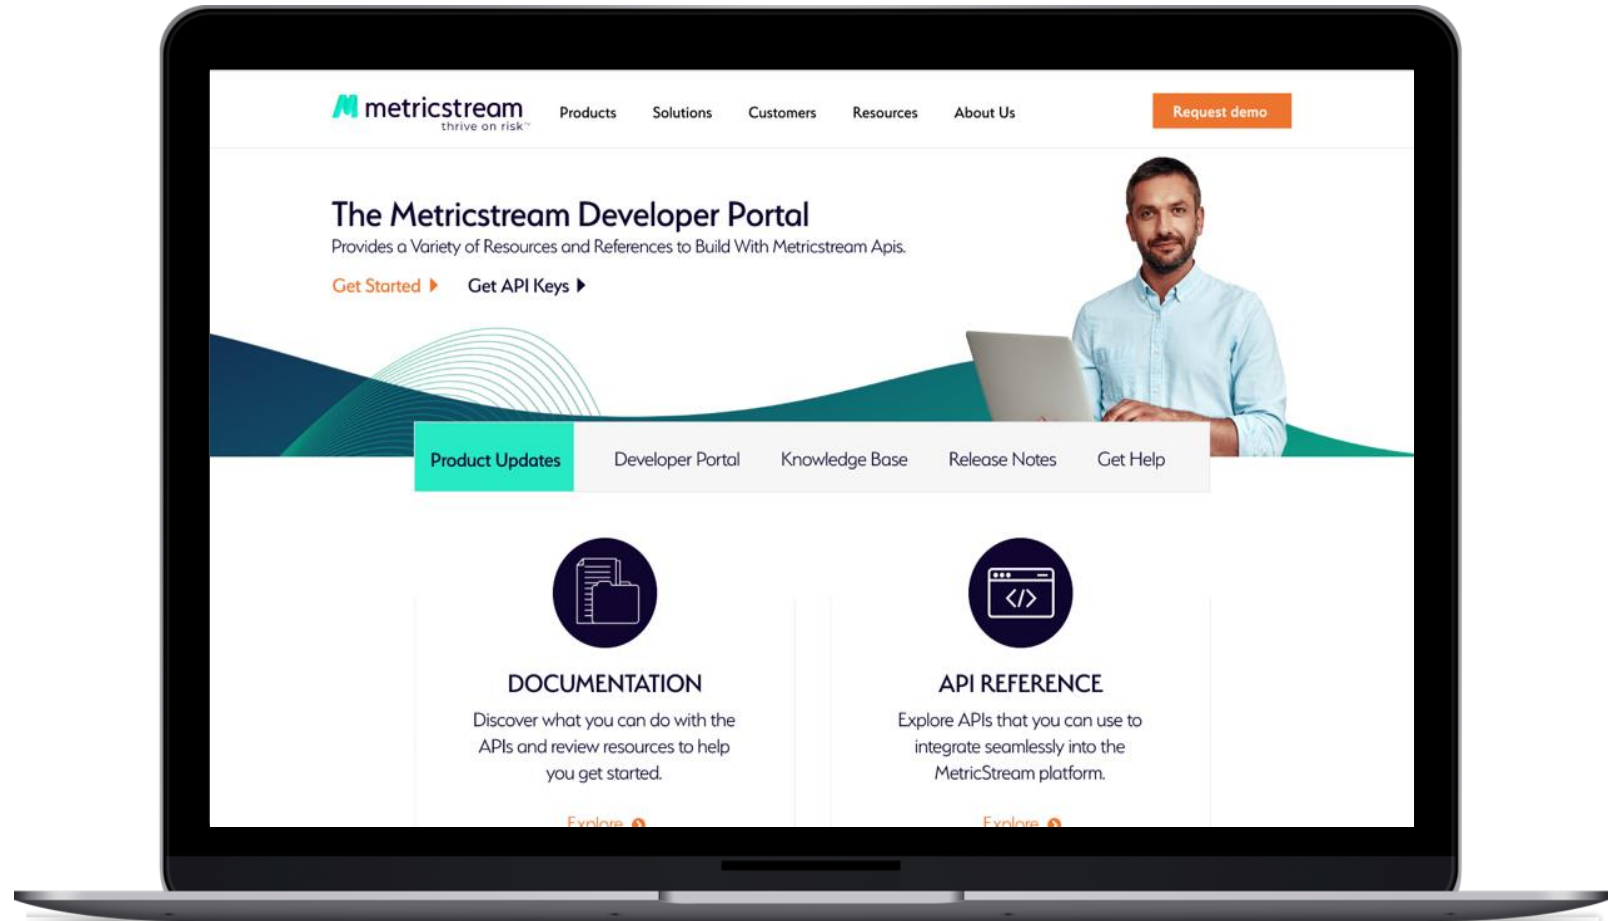 metricstream
thrive on risk™
Products Solutions Customers Resources About Us
Request demo
The Metricstream Developer Portal
Provides a Variety of Resources and References to Build With Metricstream Apis.
Get Started Get API Keys
Product Updates Developer Portal Knowledge Base Release Notes Get Help
</>
DOCUMENTATION
Discover what you can do with the
APIs and review resources to help
you get started.
Explore
API REFERENCE
Explore APIs that you can use to
integrate seamlessly into the
MetricStream platform.
Explore